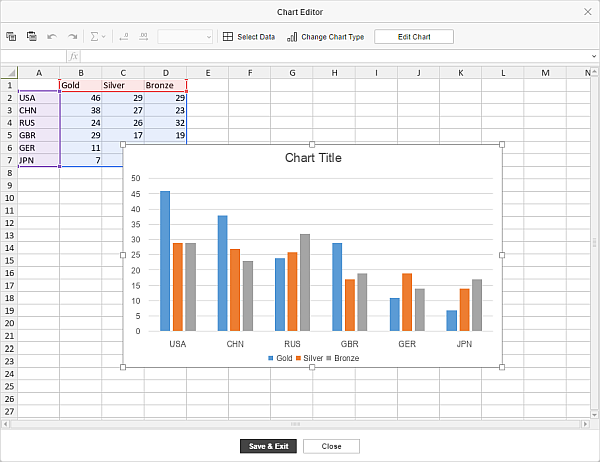 Chart Editor
Select Data Change Chart Type Edit Chart
fx
A B C D E F G H I J K L M N
1 Gold Silver Bronze
2 USA 46 29 29
3 CHN 38 27 23
4 RUS 24 26 32
5 GBR 29 17 19
6 GER 11
7 JPN 7
8
9
10
11
12
13
14
15
16
17
18
19
20
21
22
23
24
25
26
27
Chart Title
50
45
40
35
30
25
20
15
10
5
0
USA CHN RUS GBR GER JPN
Gold Silver Bronze
Save & Exit Close